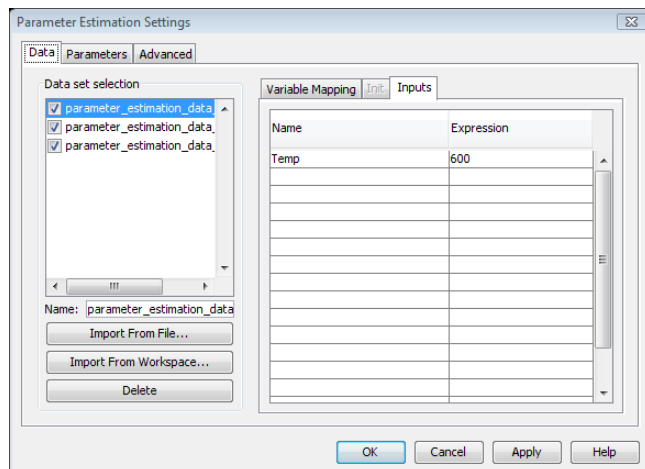 Parameter Estimation Settings
Data Parameters Advanced
Data set selection
parameter_estimation_data_
parameter_estimation_data_
parameter_estimation_data_
Name: parameter_estimation_data
Import From File...
Import From Workspace...
Delete
Variable Mapping Init Inputs
Name Expression
Temp 600
OK Cancel Apply Help